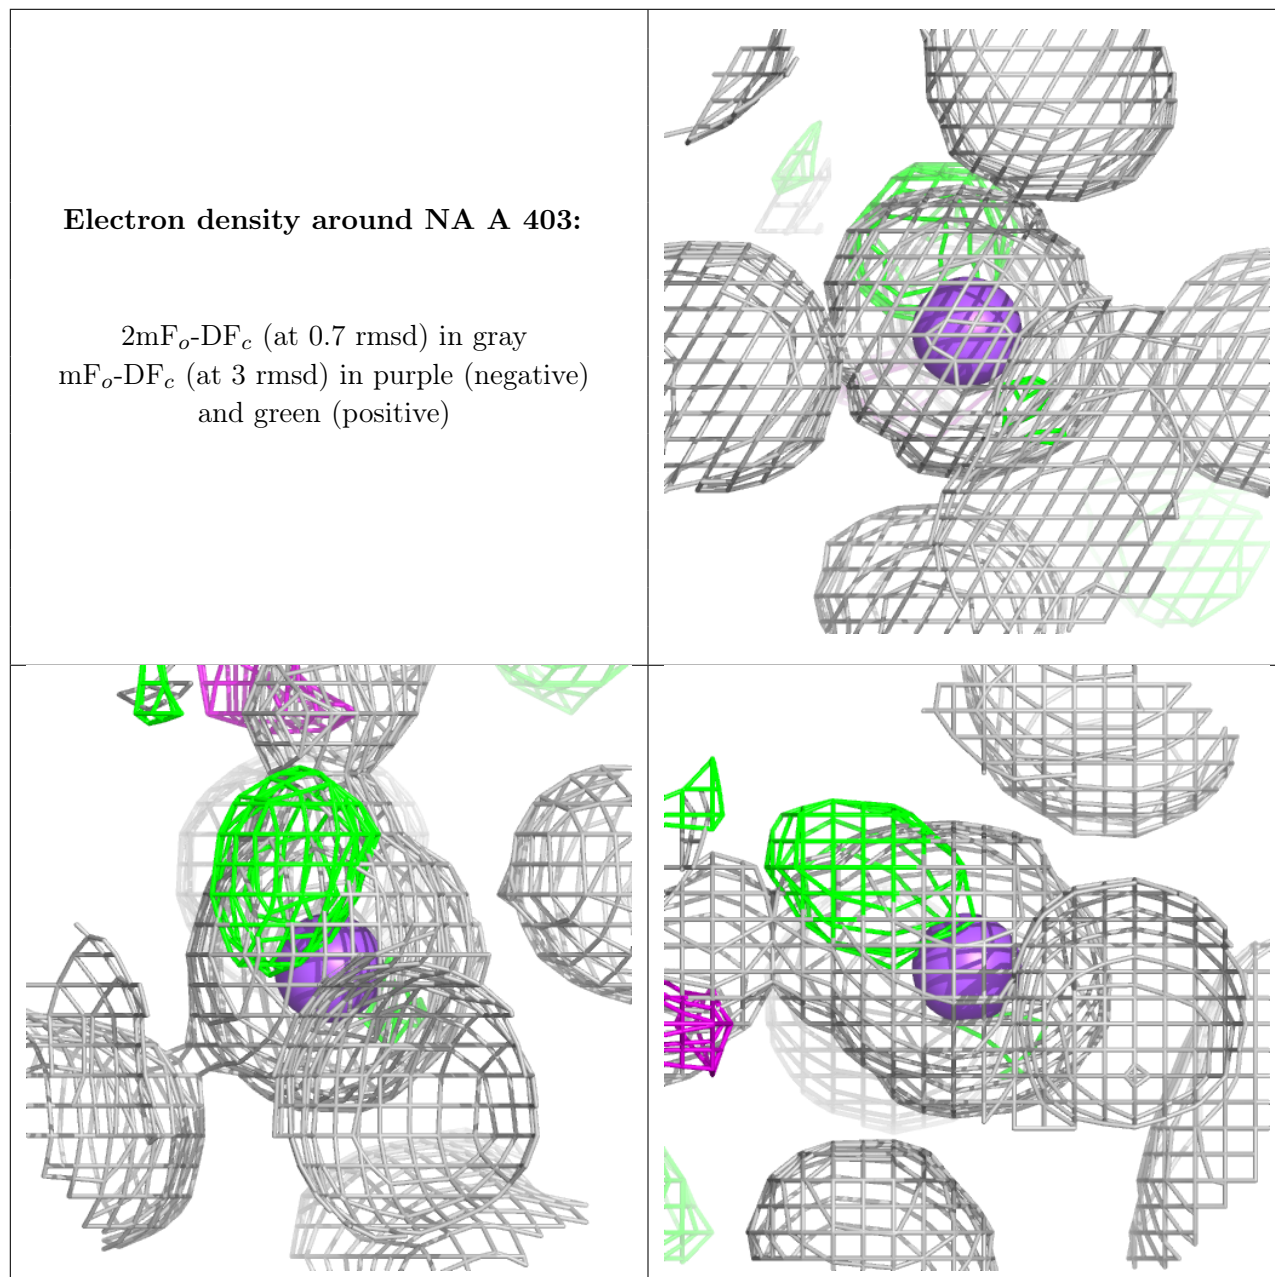 Electron density around NA A 403:
2mFo-DFc (at 0.7 rmsd) in gray
mFo-DFc (at 3 rmsd) in purple (negative)
and green (positive)